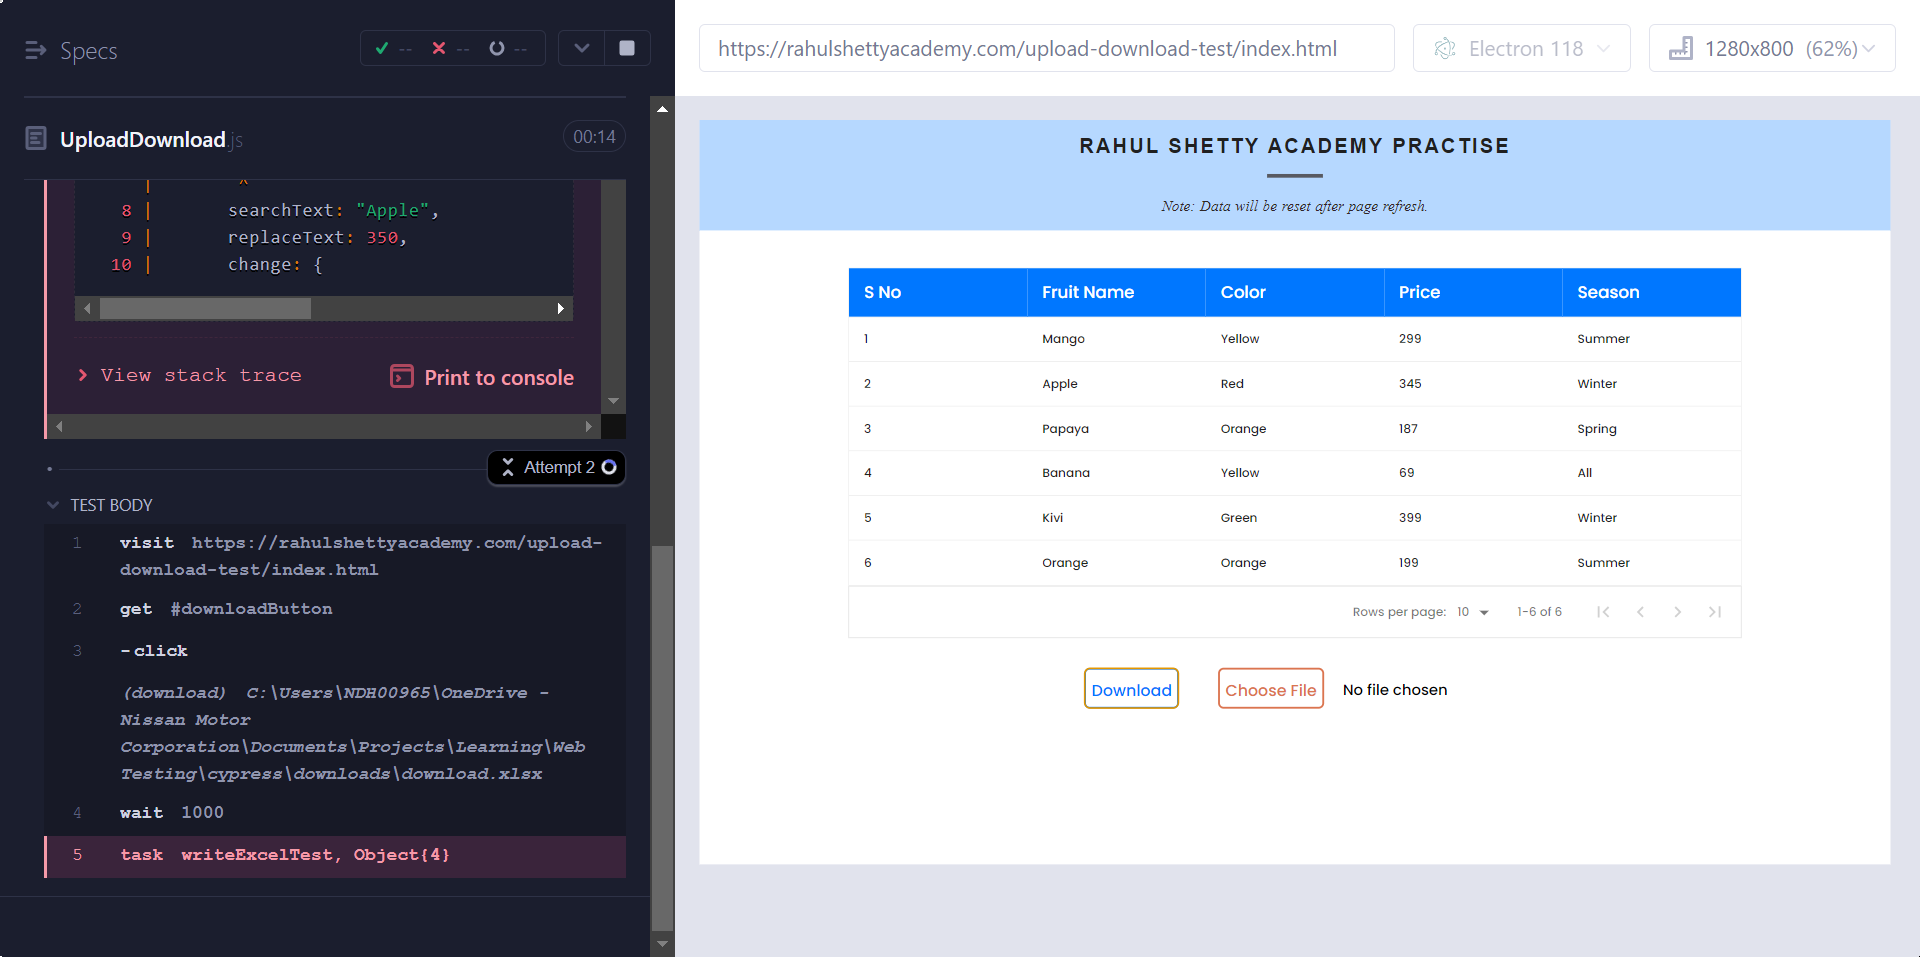 Specs
-- -- --
UploadDownload.js
00:14
| ^
8 | searchText: "Apple",
9 | replaceText: 350,
10 | change: {
View stack trace
Print to console
Attempt 2
TEST BODY
1 visit https://rahulshettyacademy.com/upload-
download-test/index.html
2 get #downloadButton
3 -click
(download) C:\Users\NDH00965\OneDrive -
Nissan Motor
Corporation\Documents\Projects\Learning\Web
Testing\cypress\downloads\download.xlsx
4 wait 1000
5 task writeExcelTest, Object{4}
https://rahulshettyacademy.com/upload-download-test/index.html
Electron 118
1280x800 (62%)
RAHUL SHETTY ACADEMY PRACTISE
Note: Data will be reset after page refresh.
S No Fruit Name Color Price Season
1 Mango Yellow 299 Summer
2 Apple Red 345 Winter
3 Papaya Orange 187 Spring
4 Banana Yellow 69 All
5 Kivi Green 399 Winter
6 Orange Orange 199 Summer
Rows per page: 10 1-6 of 6
Download Choose File No file chosen